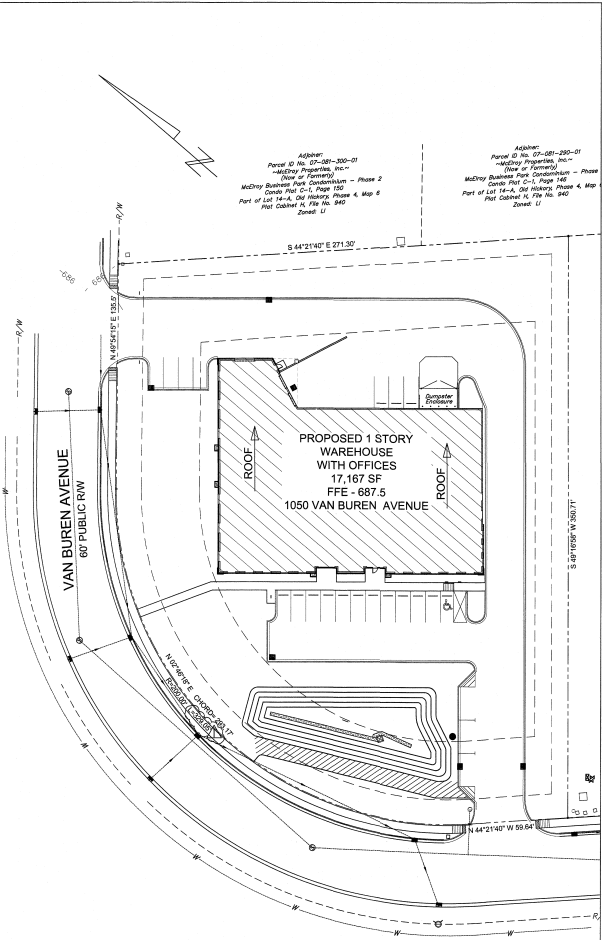 Adjoiner:
Parcel ID No. 07-081-300-01
~McElroy Properties, Inc.~
(Now or Formerly)
McElroy Business Park Condominium - Phase 2
Condo Plat C-1, Page 150
Part of Lot 14-A, Old Hickory, Phase 4, Map 6
Plat Cabinet H, File No. 940
Zoned: LI
Adjoiner:
Parcel ID No. 07-081-290-01
~McElroy Properties, Inc.~
(Now or Formerly)
McElroy Business Park Condominium - Phase
Condo Plat C-1, Page 146
Part of Lot 14-A, Old Hickory, Phase 4, Map
Plat Cabinet H, File No. 940
Zoned: LI
R/W
S 44°21'40" E 271.30'
-686
- 686
N 49°54'15" E 135.5'
R/W
Dumpster
Enclosure
PROPOSED 1 STORY
WAREHOUSE
WITH OFFICES
17,167 SF
FFE - 687.5
1050 VAN BUREN AVENUE
ROOF
ROOF
VAN BUREN AVENUE
60' PUBLIC R/W
S 49°16'56" W 350.71'
W
N 02°46'18" E CHORD= 293.17'
R=200.00'
W
N 44°21'40" W 59.64'
W
W
W
W
R/